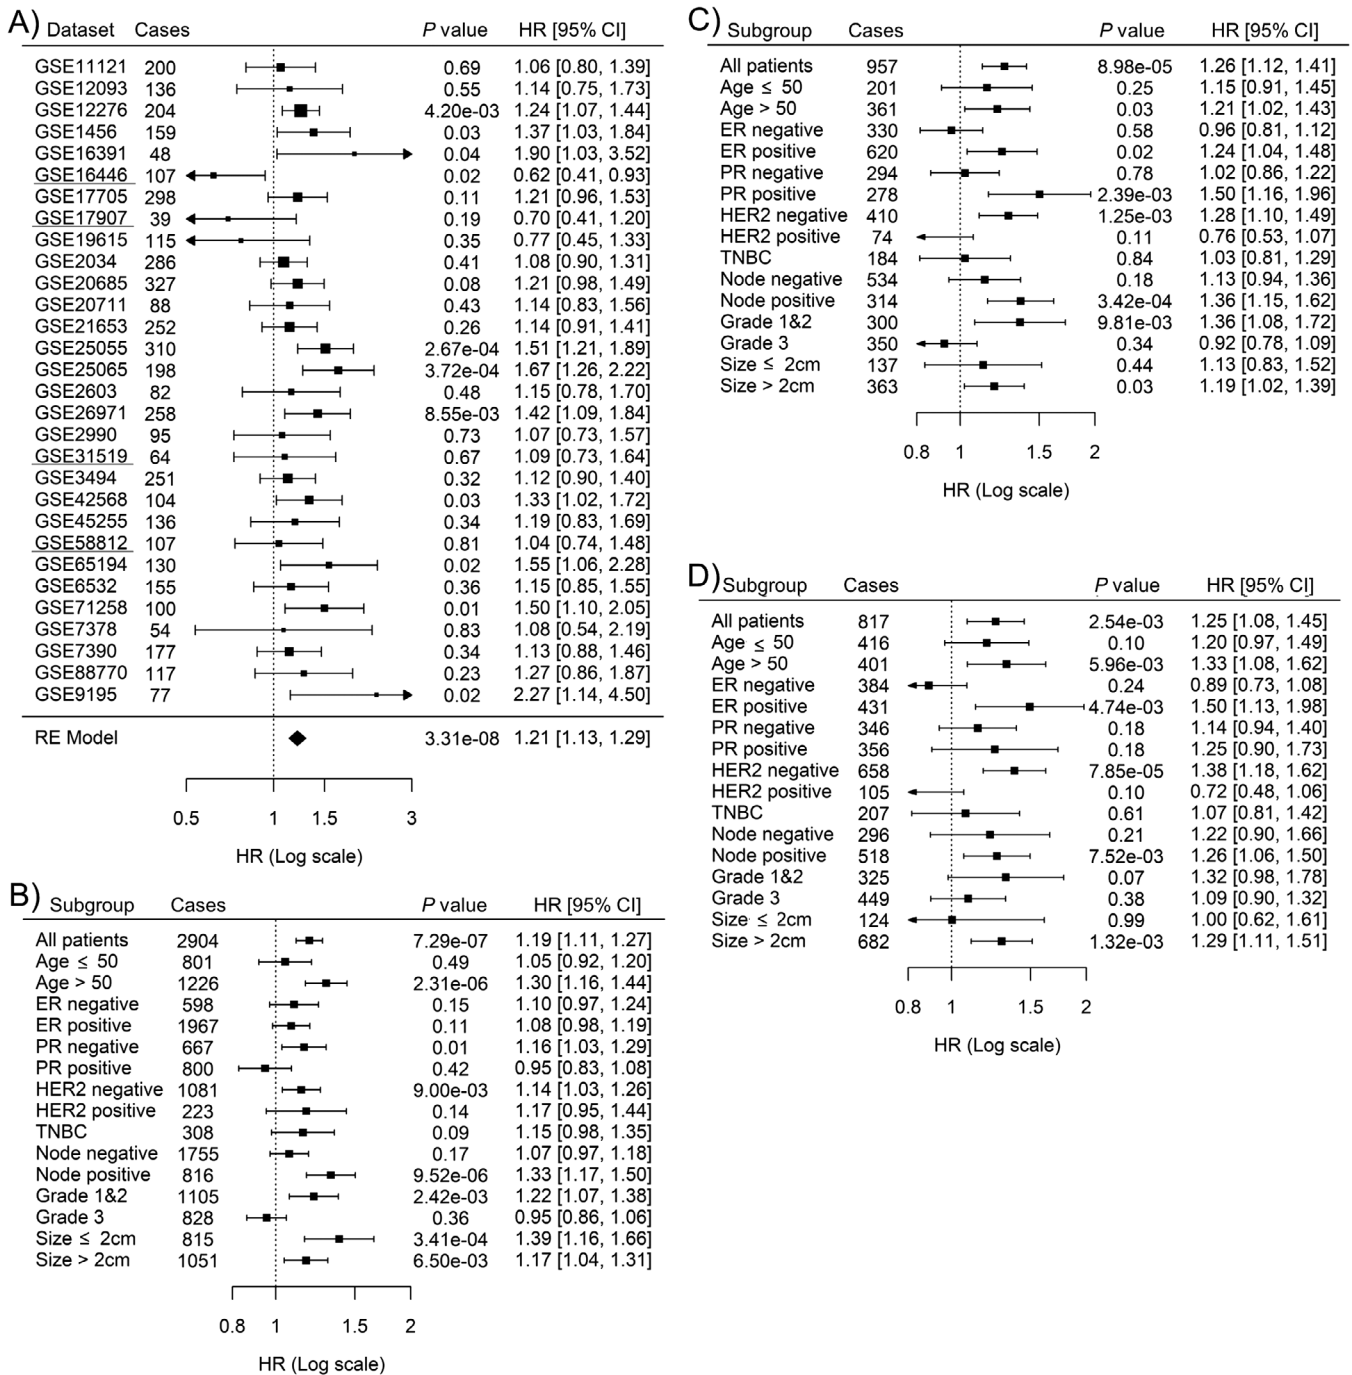 A) Dataset Cases P value HR [95% CI]
GSE11121 200 0.69 1.06 [0.80, 1.39]
GSE12093 136 0.55 1.14 [0.75, 1.73]
GSE12276 204 4.20e-03 1.24 [1.07, 1.44]
GSE1456 159 0.03 1.37 [1.03, 1.84]
GSE16391 48 0.04 1.90 [1.03, 3.52]
GSE16446 107 0.02 0.62 [0.41, 0.93]
GSE17705 298 0.11 1.21 [0.96, 1.53]
GSE17907 39 0.19 0.70 [0.41, 1.20]
GSE19615 115 0.35 0.77 [0.45, 1.33]
GSE2034 286 0.41 1.08 [0.90, 1.31]
GSE20685 327 0.08 1.21 [0.98, 1.49]
GSE20711 88 0.43 1.14 [0.83, 1.56]
GSE21653 252 0.26 1.14 [0.91, 1.41]
GSE25055 310 2.67e-04 1.51 [1.21, 1.89]
GSE25065 198 3.72e-04 1.67 [1.26, 2.22]
GSE2603 82 0.48 1.15 [0.78, 1.70]
GSE26971 258 8.55e-03 1.42 [1.09, 1.84]
GSE2990 95 0.73 1.07 [0.73, 1.57]
GSE31519 64 0.67 1.09 [0.73, 1.64]
GSE3494 251 0.32 1.12 [0.90, 1.40]
GSE42568 104 0.03 1.33 [1.02, 1.72]
GSE45255 136 0.34 1.19 [0.83, 1.69]
GSE58812 107 0.81 1.04 [0.74, 1.48]
GSE65194 130 0.02 1.55 [1.06, 2.28]
GSE6532 155 0.36 1.15 [0.85, 1.55]
GSE71258 100 0.01 1.50 [1.10, 2.05]
GSE7378 54 0.83 1.08 [0.54, 2.19]
GSE7390 177 0.34 1.13 [0.88, 1.46]
GSE88770 117 0.23 1.27 [0.86, 1.87]
GSE9195 77 0.02 2.27 [1.14, 4.50]
RE Model 3.31e-08 1.21 [1.13, 1.29]
0.5 1 1.5 3
HR (Log scale)
B) Subgroup Cases P value HR [95% CI]
All patients 2904 7.29e-07 1.19 [1.11, 1.27]
Age ≤ 50 801 0.49 1.05 [0.92, 1.20]
Age > 50 1226 2.31e-06 1.30 [1.16, 1.44]
ER negative 598 0.15 1.10 [0.97, 1.24]
ER positive 1967 0.11 1.08 [0.98, 1.19]
PR negative 667 0.01 1.16 [1.03, 1.29]
PR positive 800 0.42 0.95 [0.83, 1.08]
HER2 negative 1081 9.00e-03 1.14 [1.03, 1.26]
HER2 positive 223 0.14 1.17 [0.95, 1.44]
TNBC 308 0.09 1.15 [0.98, 1.35]
Node negative 1755 0.17 1.07 [0.97, 1.18]
Node positive 816 9.52e-06 1.33 [1.17, 1.50]
Grade 1&2 1105 2.42e-03 1.22 [1.07, 1.38]
Grade 3 828 0.36 0.95 [0.86, 1.06]
Size ≤ 2cm 815 3.41e-04 1.39 [1.16, 1.66]
Size > 2cm 1051 6.50e-03 1.17 [1.04, 1.31]
0.8 1 1.5 2
HR (Log scale)
C) Subgroup Cases P value HR [95% CI]
All patients 957 8.98e-05 1.26 [1.12, 1.41]
Age ≤ 50 201 0.25 1.15 [0.91, 1.45]
Age > 50 361 0.03 1.21 [1.02, 1.43]
ER negative 330 0.58 0.96 [0.81, 1.12]
ER positive 620 0.02 1.24 [1.04, 1.48]
PR negative 294 0.78 1.02 [0.86, 1.22]
PR positive 278 2.39e-03 1.50 [1.16, 1.96]
HER2 negative 410 1.25e-03 1.28 [1.10, 1.49]
HER2 positive 74 0.11 0.76 [0.53, 1.07]
TNBC 184 0.84 1.03 [0.81, 1.29]
Node negative 534 0.18 1.13 [0.94, 1.36]
Node positive 314 3.42e-04 1.36 [1.15, 1.62]
Grade 1&2 300 9.81e-03 1.36 [1.08, 1.72]
Grade 3 350 0.34 0.92 [0.78, 1.09]
Size ≤ 2cm 137 0.44 1.13 [0.83, 1.52]
Size > 2cm 363 0.03 1.19 [1.02, 1.39]
0.8 1 1.5 2
HR (Log scale)
D) Subgroup Cases P value HR [95% CI]
All patients 817 2.54e-03 1.25 [1.08, 1.45]
Age ≤ 50 416 0.10 1.20 [0.97, 1.49]
Age > 50 401 5.96e-03 1.33 [1.08, 1.62]
ER negative 384 0.24 0.89 [0.73, 1.08]
ER positive 431 4.74e-03 1.50 [1.13, 1.98]
PR negative 346 0.18 1.14 [0.94, 1.40]
PR positive 356 0.18 1.25 [0.90, 1.73]
HER2 negative 658 7.85e-05 1.38 [1.18, 1.62]
HER2 positive 105 0.10 0.72 [0.48, 1.06]
TNBC 207 0.61 1.07 [0.81, 1.42]
Node negative 296 0.21 1.22 [0.90, 1.66]
Node positive 518 7.52e-03 1.26 [1.06, 1.50]
Grade 1&2 325 0.07 1.32 [0.98, 1.78]
Grade 3 449 0.38 1.09 [0.90, 1.32]
Size ≤ 2cm 124 0.99 1.00 [0.62, 1.61]
Size > 2cm 682 1.32e-03 1.29 [1.11, 1.51]
0.8 1 1.5 2
HR (Log scale)